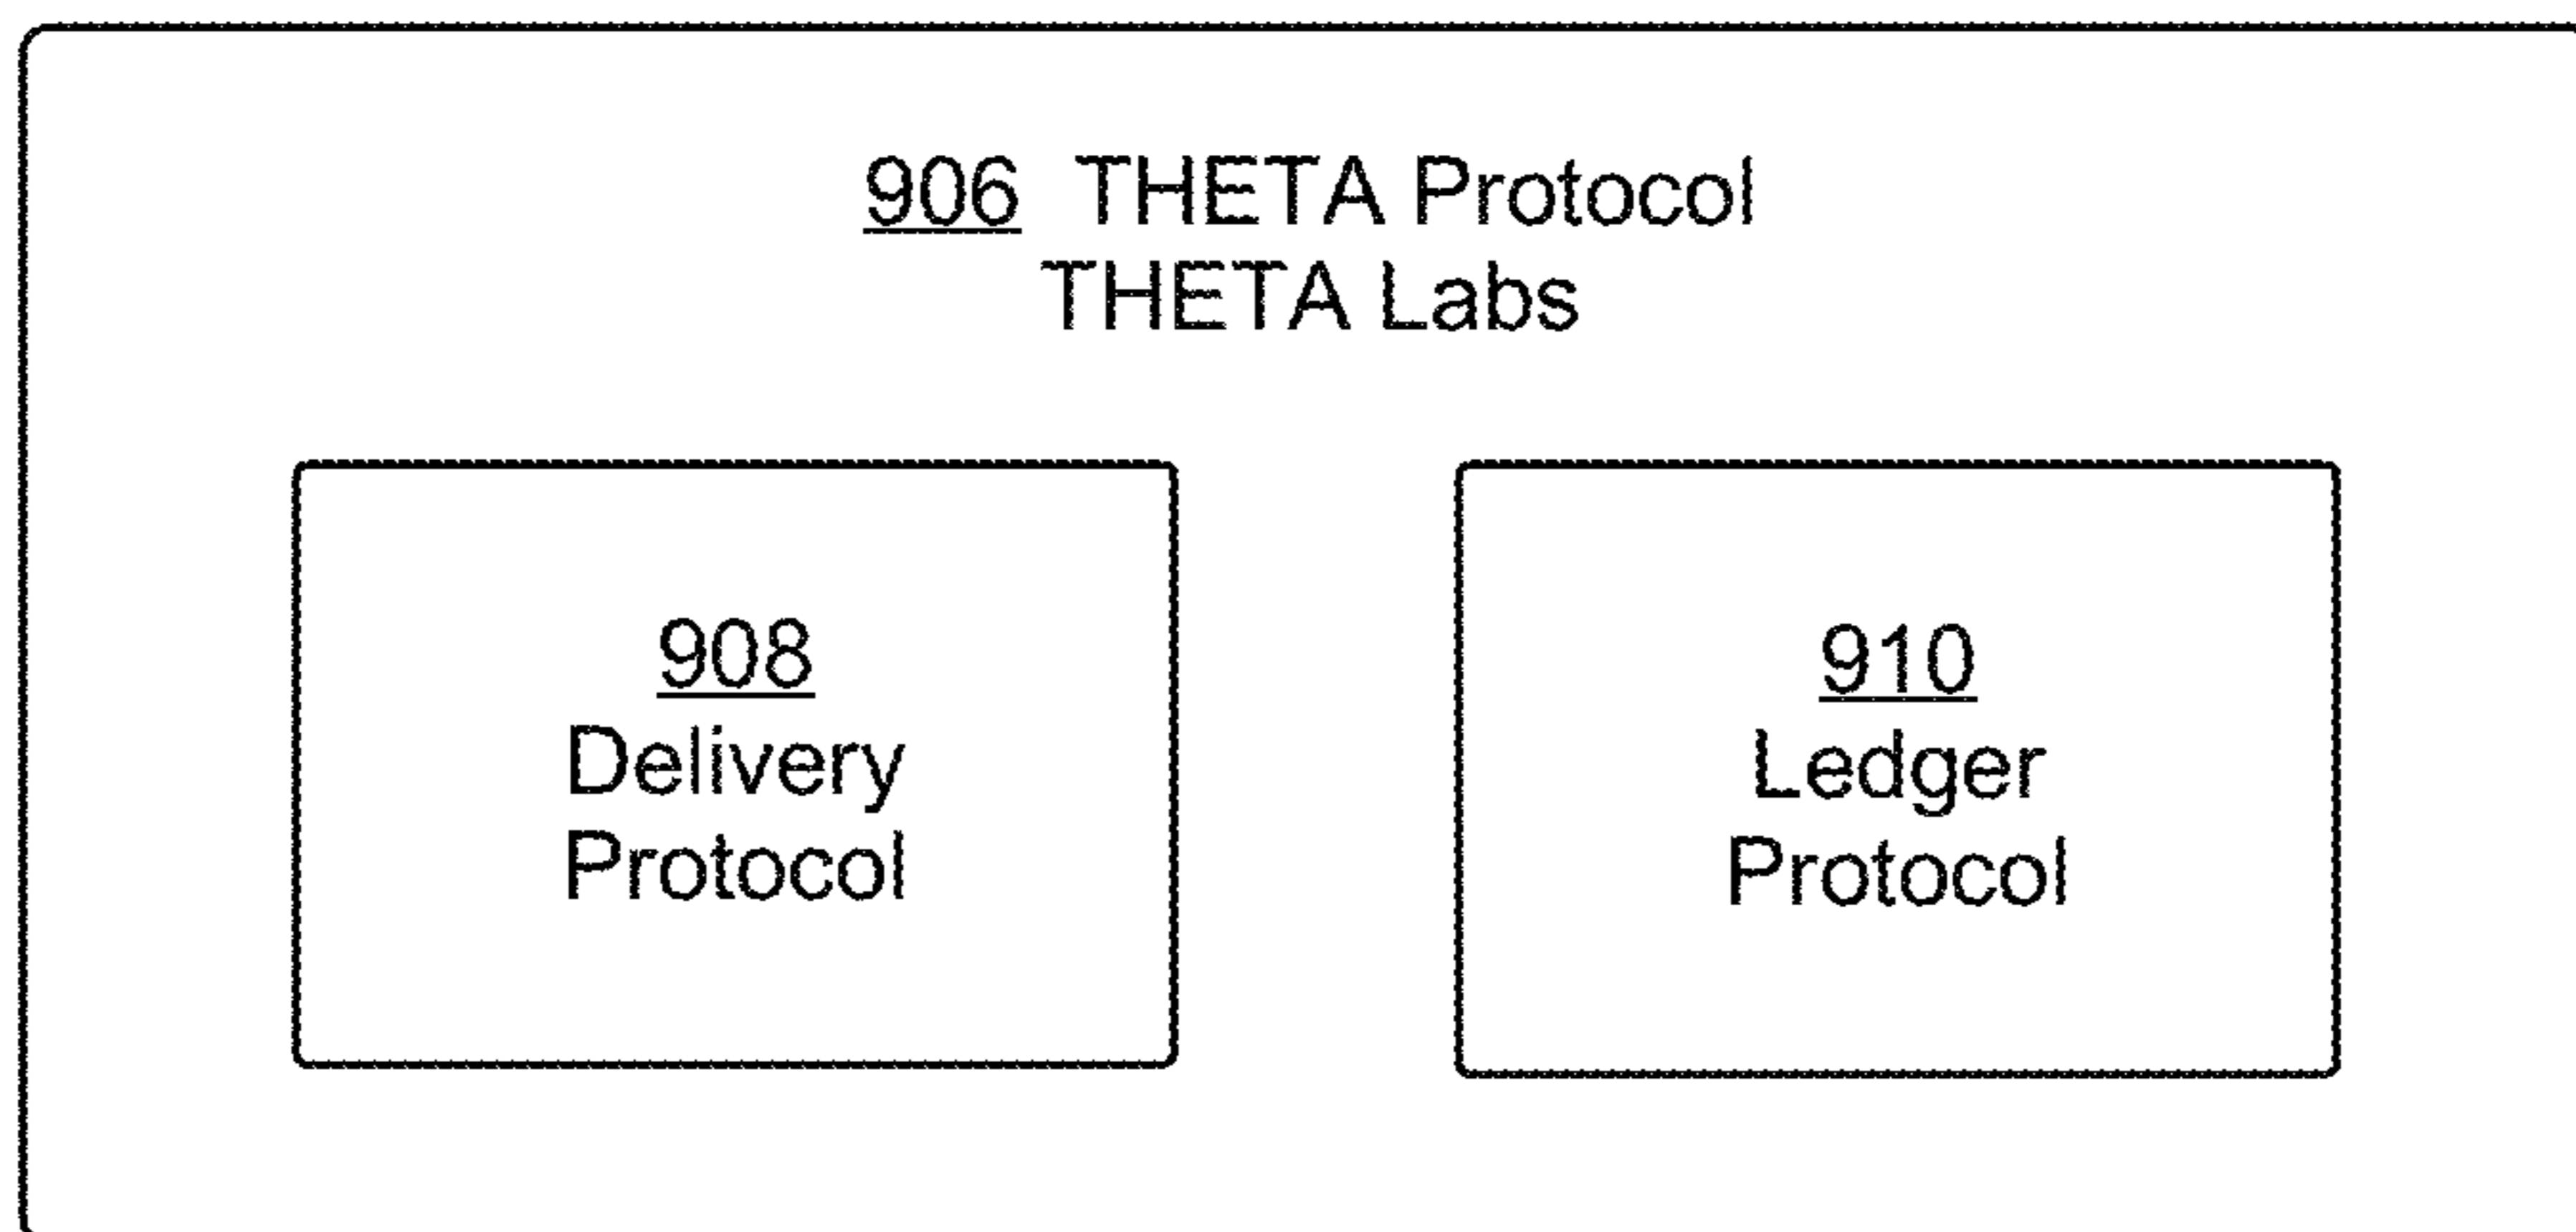 906 THETA Protocol
THETA Labs
908
Delivery
Protocol
910
Ledger
Protocol